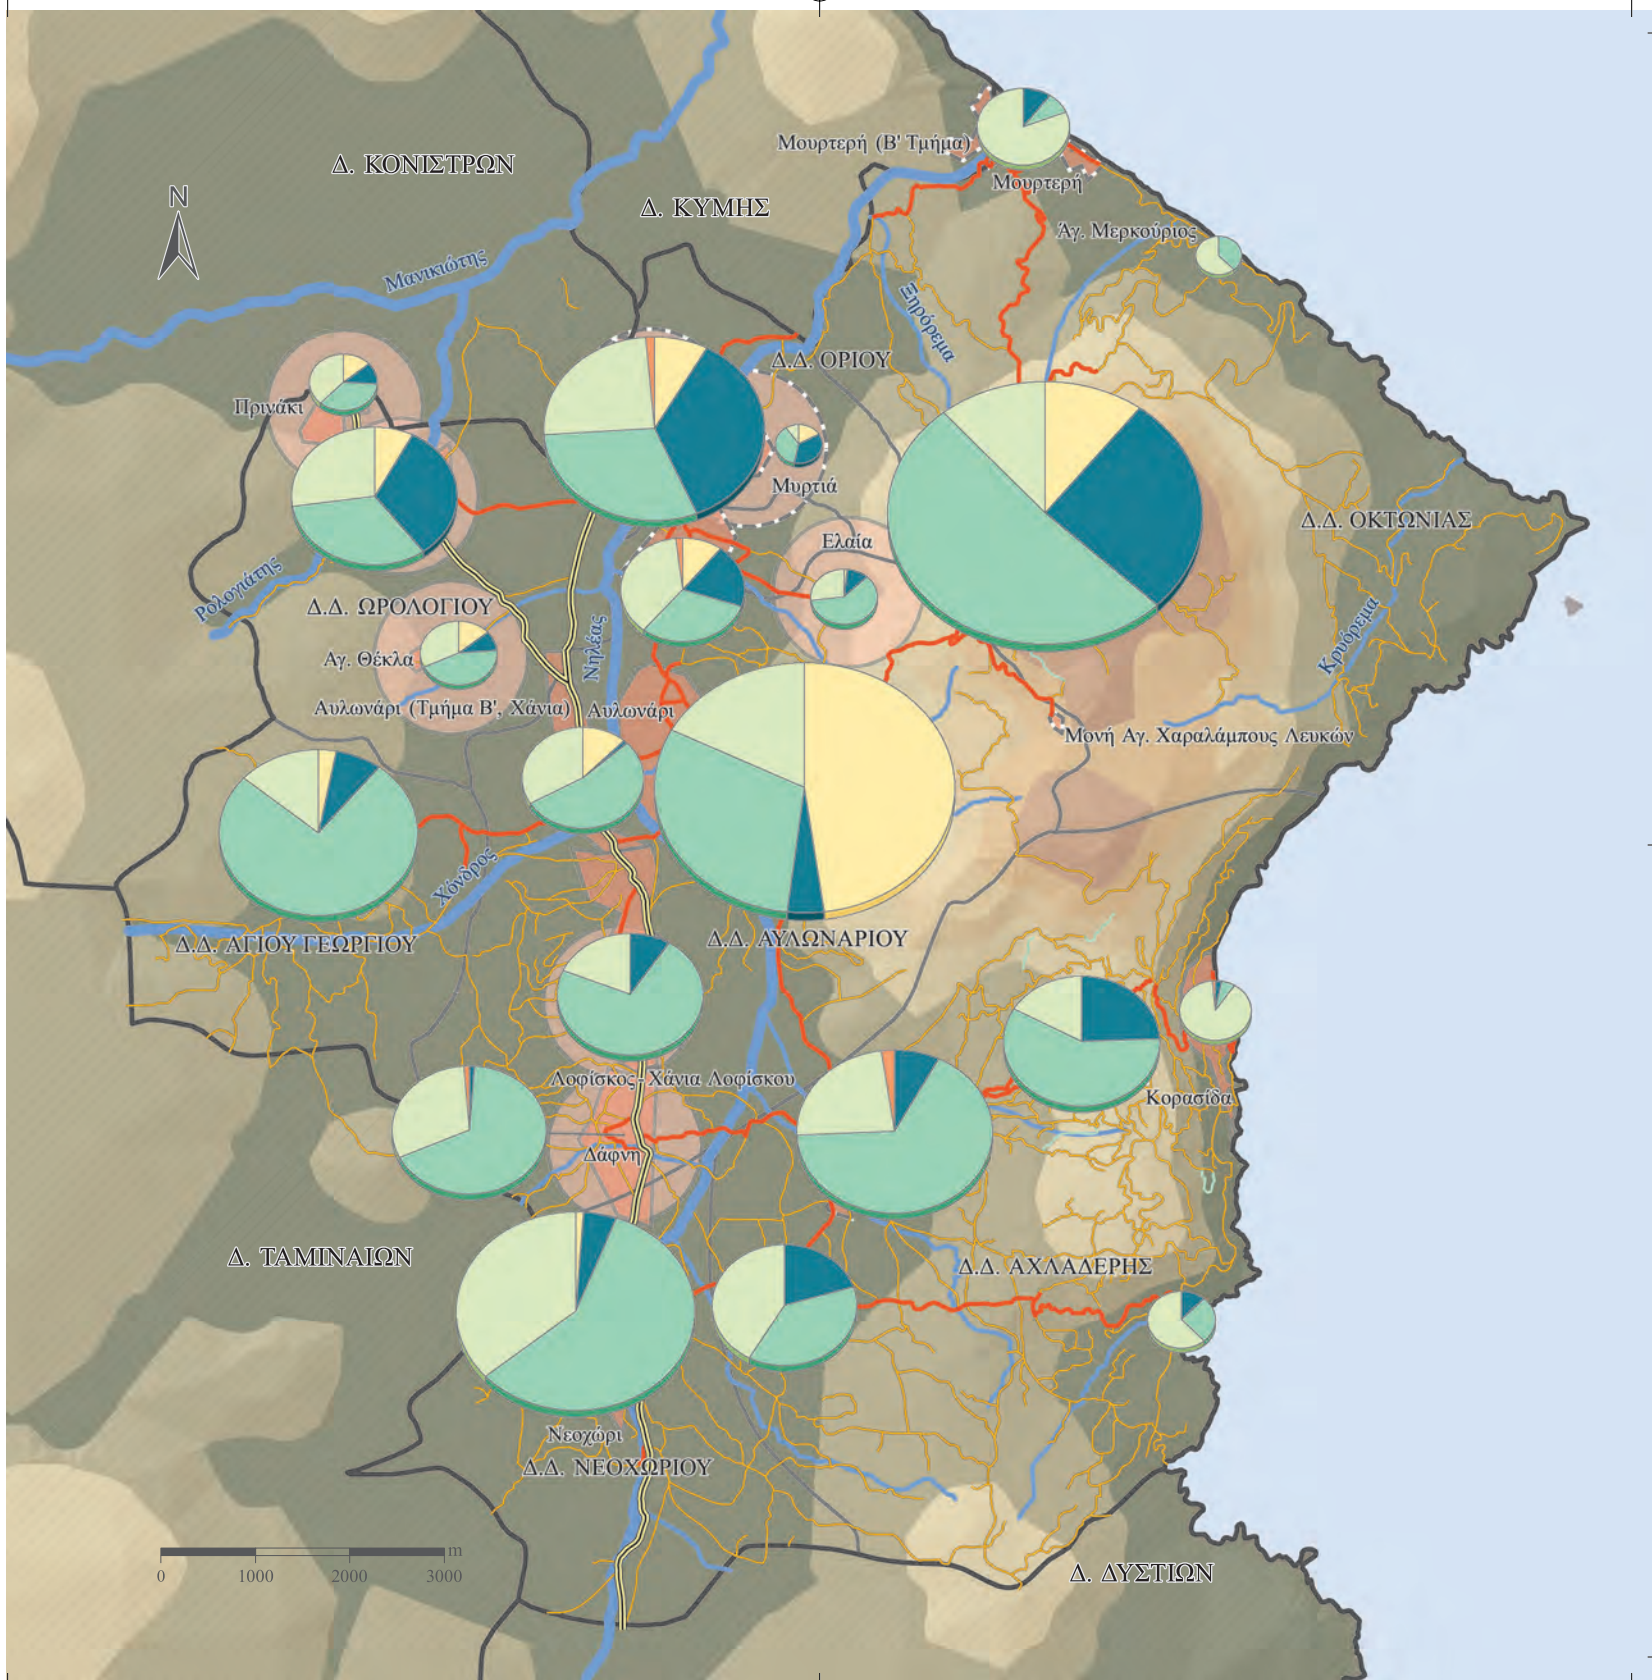 Μουρτερή (Β' Τμήμα)
Δ. ΚΟΝΙΣΤΡΩΝ
Μουρτερή
N
Δ. ΚΥΜΗΣ
Άγ. Μερκούριος
Μανικιώτης
Ξηρόρεμα
Δ.Δ. ΟΡΙΟΥ
Πρινάκι
Μυρτιά
Δ.Δ. ΟΚΤΩΝΙΑΣ
Ελαία
Ρολογιάτης
Δ.Δ. ΩΡΟΛΟΓΙΟΥ
Κρυόρεμα
Νηλέας
Αγ. Θέκλα
Αυλωνάρι (Τμήμα Β', Χάνια)
Αυλωνάρι
Μονή Αγ. Χαραλάμπους Λευκών
Χόνδρος
Δ.Δ. ΑΓΙΟΥ ΓΕΩΡΓΙΟΥ
Δ.Δ. ΑΥΛΩΝΑΡΙΟΥ
Λοφίσκος-Χάνια Λοφίσκου
Κορασίδα
Δάφνη
Δ. ΤΑΜΙΝΑΙΩΝ
Δ.Δ. ΑΧΛΑΔΕΡΗΣ
Νεοχώρι
Δ.Δ. ΝΕΟΧΩΡΙΟΥ
m
0 1000 2000 3000
Δ. ΔΥΣΤΙΩΝ